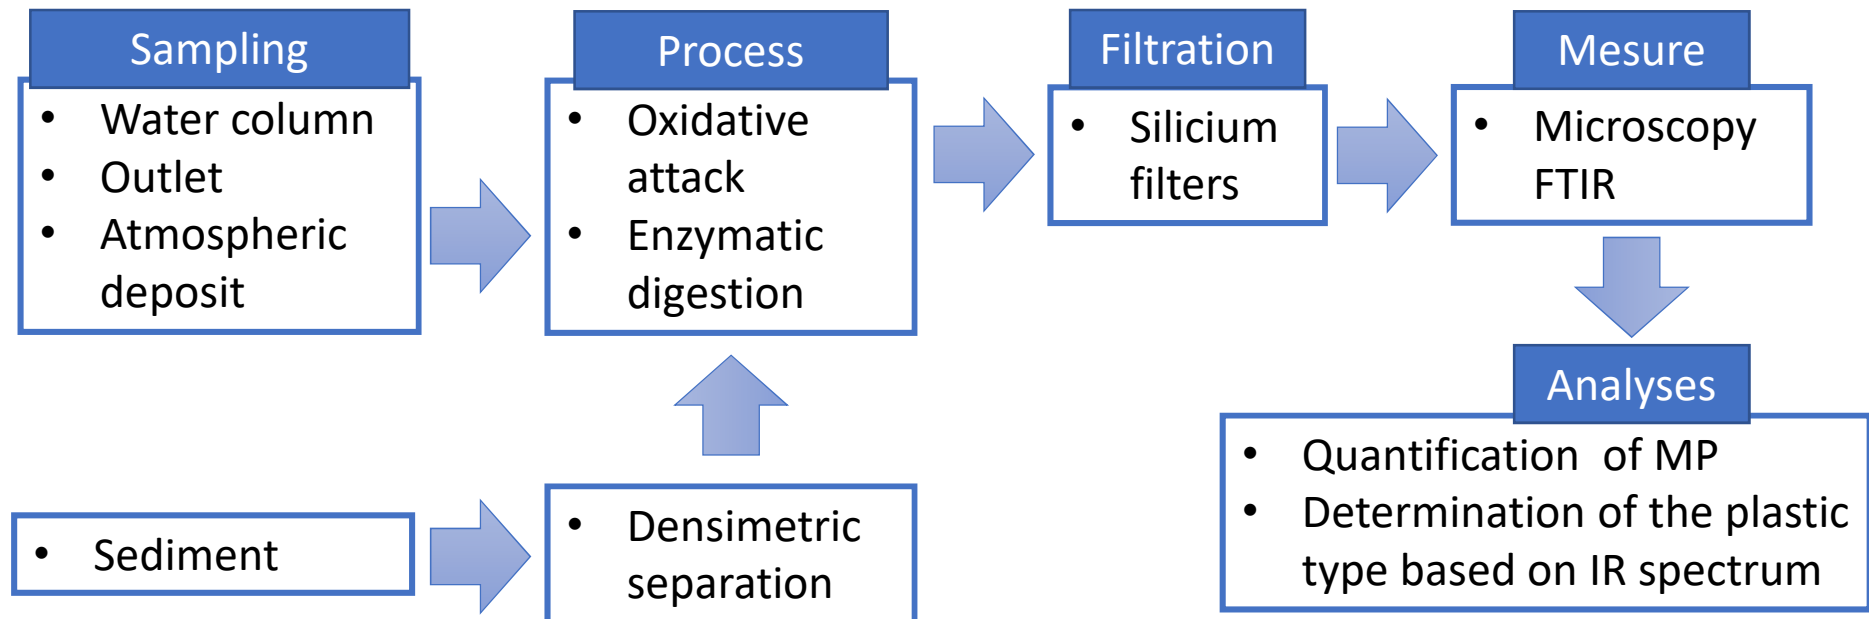 Sampling
• Water column
• Outlet
• Atmospheric
deposit
Process
• Oxidative
attack
• Enzymatic
digestion
Filtration
• Silicium
filters
Mesure
• Microscopy
FTIR
Analyses
• Quantification  of MP
• Determination of the plastic
type based on IR spectrum
• Sediment
• Densimetric
separation